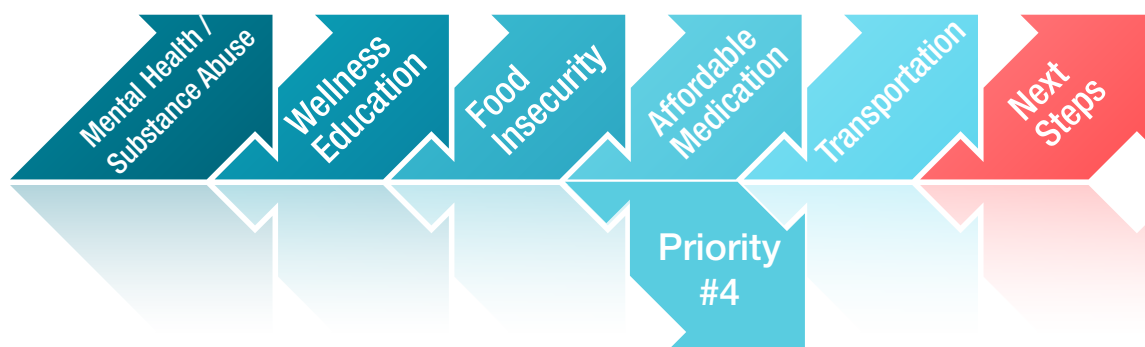 Mental Health /
Substance Abuse
Wellness
Education
Food
Insecurity
Affordable
Medication
Transportation
Next
Steps
Priority
#4